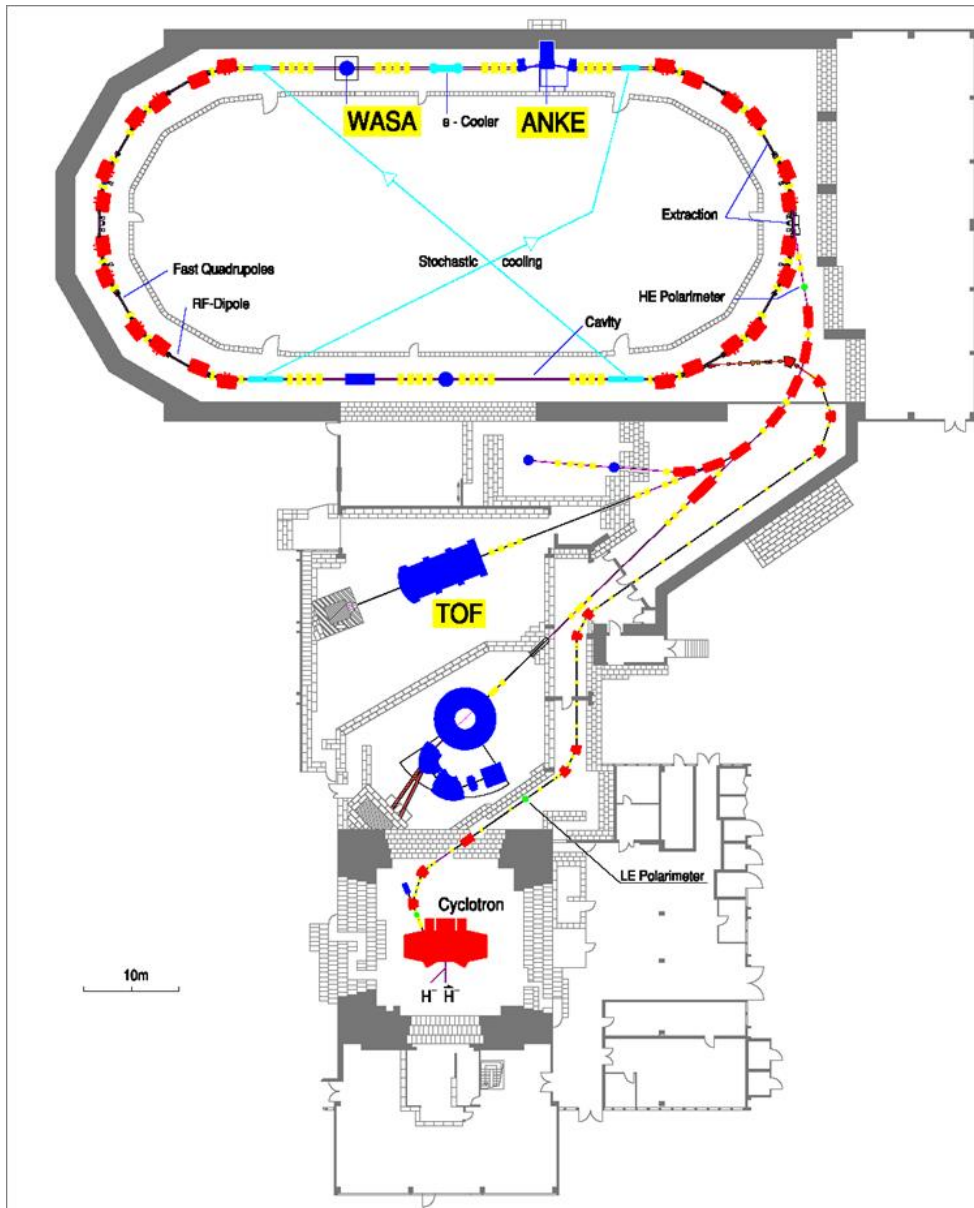 WASA
e - Cooler
ANKE
Extraction
Stochastic cooling
Fast Quadrupoles
HE Polarimeter
RF-Dipole
Cavity
TOF
LE Polarimeter
Cyclotron
10m
H⁻ H⁻